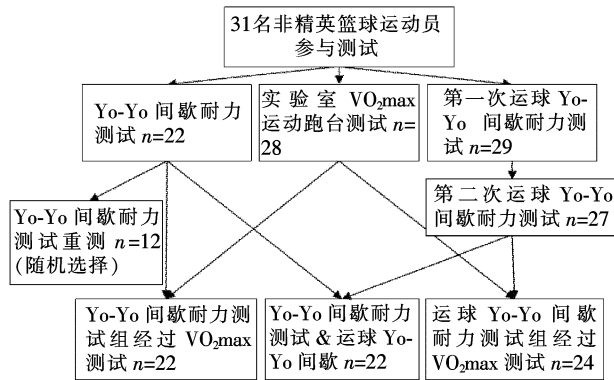 31名非精英篮球运动员
参与测试
Yo-Yo 间歇耐力
测试 n=22
实验室 VO₂max
运动跑台测试 n=
28
第一次运球 Yo-
Yo 间歇耐力测
试 n=29
第二次运球 Yo-Yo
间歇耐力测试 n=27
Yo-Yo 间歇耐力
测试重测 n=12
(随机选择)
Yo-Yo 间歇耐力测
试组经过 VO₂max
测试 n=22
Yo-Yo 间歇耐力
测试 & 运球 Yo-
Yo 间歇 n=22
运球 Yo-Yo 间歇
耐力测试组经过
VO₂max 测试 n=24